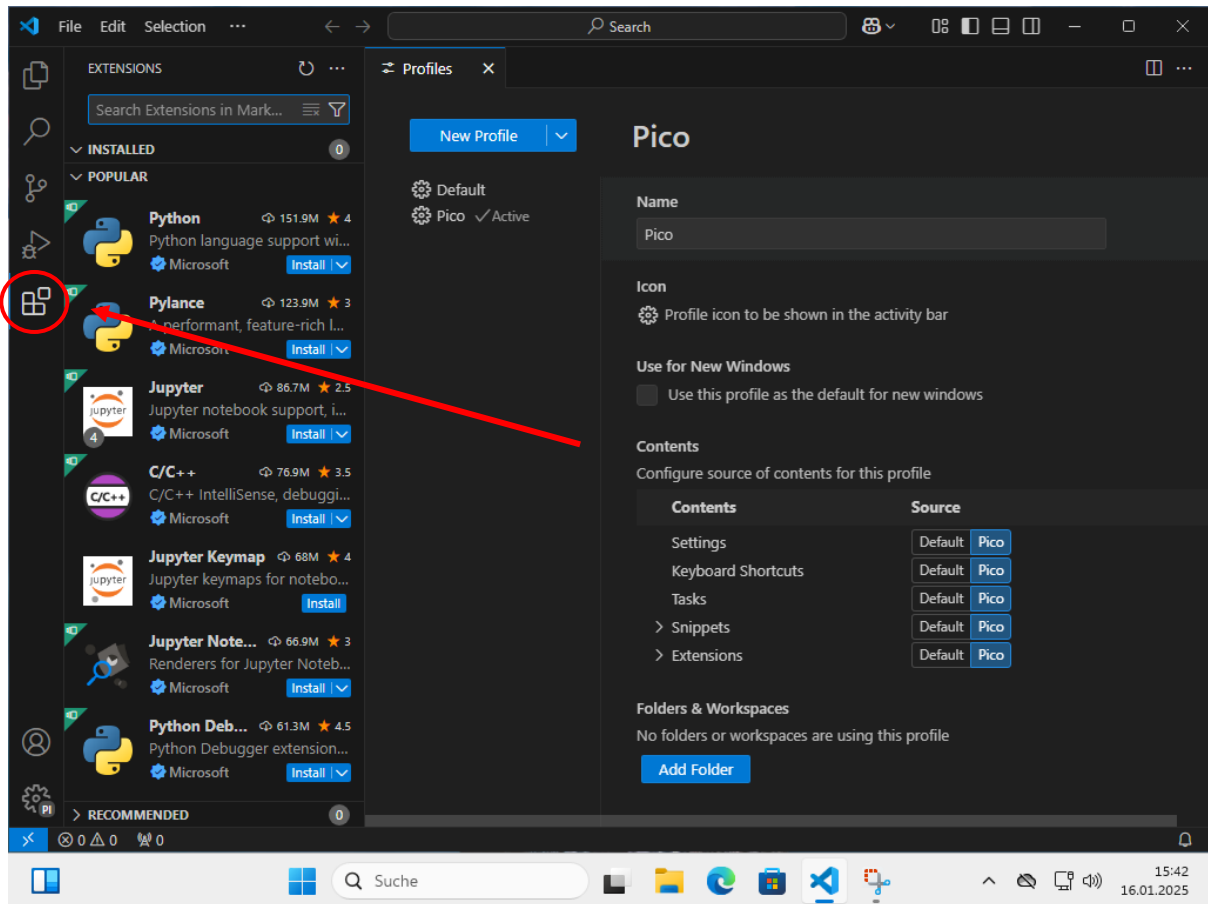 File Edit Selection ··· Search
EXTENSIONS
Profiles
Search Extensions in Mark...
INSTALLED 0
POPULAR
Python 151.9M ★ 4
Python language support wi...
Microsoft Install
Pylance 123.9M ★ 3
A performant, feature-rich l...
Microsoft Install
Jupyter 86.7M ★ 2.5
Jupyter notebook support, i...
Microsoft Install
jupyter
4
C/C++ 76.9M ★ 3.5
C/C++ IntelliSense, debuggi...
Microsoft Install
C/C++
Jupyter Keymap 68M ★ 4
Jupyter keymaps for notebo...
Microsoft Install
jupyter
Jupyter Note... 66.9M ★ 3
Renderers for Jupyter Noteb...
Microsoft Install
Python Deb... 61.3M ★ 4.5
Python Debugger extension...
Microsoft Install
RECOMMENDED 0
PI
New Profile
Default
Pico ✓ Active
Pico
Name
Pico
Icon
Profile icon to be shown in the activity bar
Use for New Windows
Use this profile as the default for new windows
Contents
Configure source of contents for this profile
Contents Source
Settings Default Pico
Keyboard Shortcuts Default Pico
Tasks Default Pico
Snippets Default Pico
Extensions Default Pico
Folders & Workspaces
No folders or workspaces are using this profile
Add Folder
0 0 0
Suche
15:42
16.01.2025